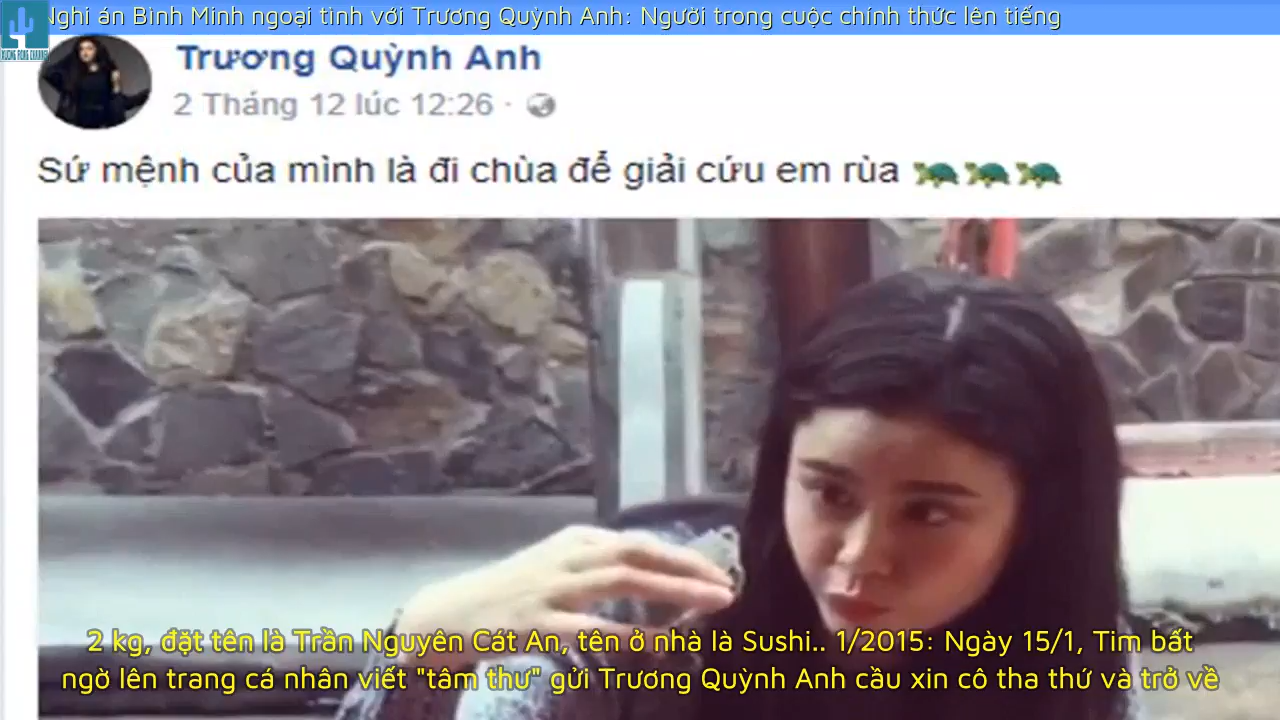 Nghi án Bình Minh ngoại tình với Trương Quỳnh Anh: Người trong cuộc chính thức lên tiếng
Trương Quỳnh Anh
2 Tháng 12 lúc 12:26 ·
Sứ mệnh của mình là đi chùa để giải cứu em rùa 🐢🐢🐢
2 kg, đặt tên là Trần Nguyên Cát An, tên ở nhà là Sushi.. 1/2015: Ngày 15/1, Tim bất
ngờ lên trang cá nhân viết "tâm thư" gửi Trương Quỳnh Anh cầu xin cô tha thứ và trở về